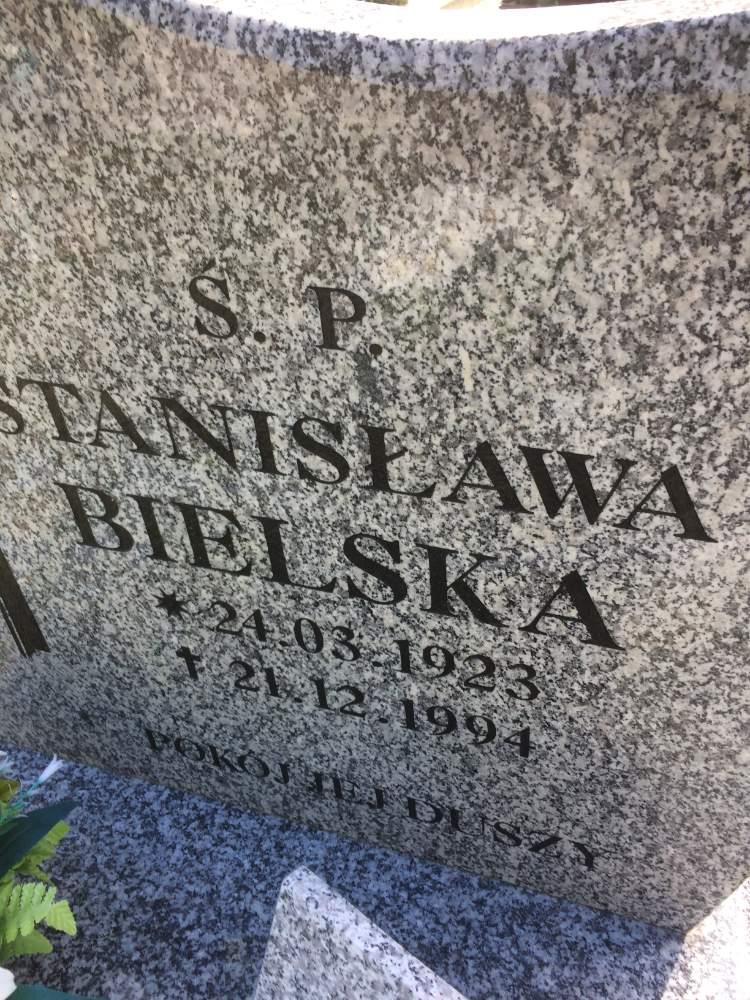 Ś. P.
STANISŁAWA
BIELSKA
★ 24.03.1923
✝ 21.12.1994
POKÓJ JEJ DUSZY